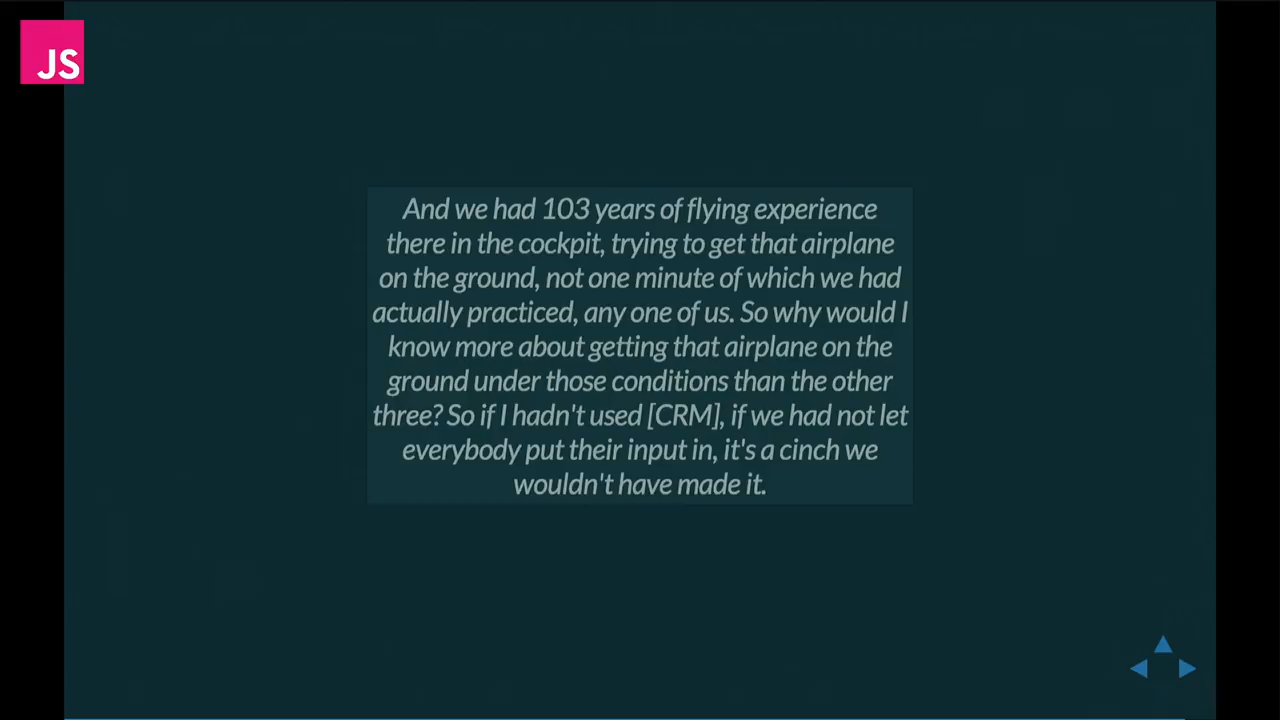 JS
And we had 103 years of flying experience
there in the cockpit, trying to get that airplane
on the ground, not one minute of which we had
actually practiced, any one of us. So why would I
know more about getting that airplane on the
ground under those conditions than the other
three? So if I hadn't used [CRM], if we had not let
everybody put their input in, it's a cinch we
wouldn't have made it.